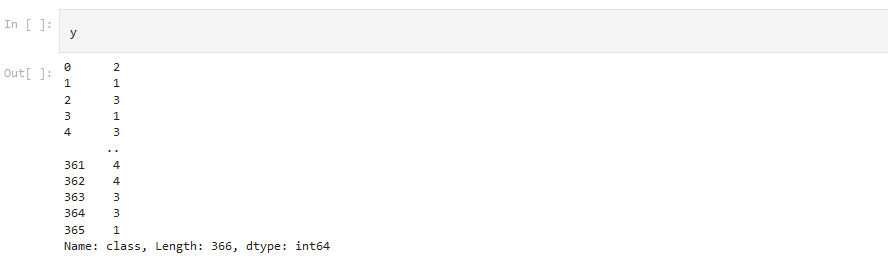 In [ ]:
y
Out[ ]:
0      2
1      1
2      3
3      1
4      3
      ..
361    4
362    4
363    3
364    3
365    1
Name: class, Length: 366, dtype: int64